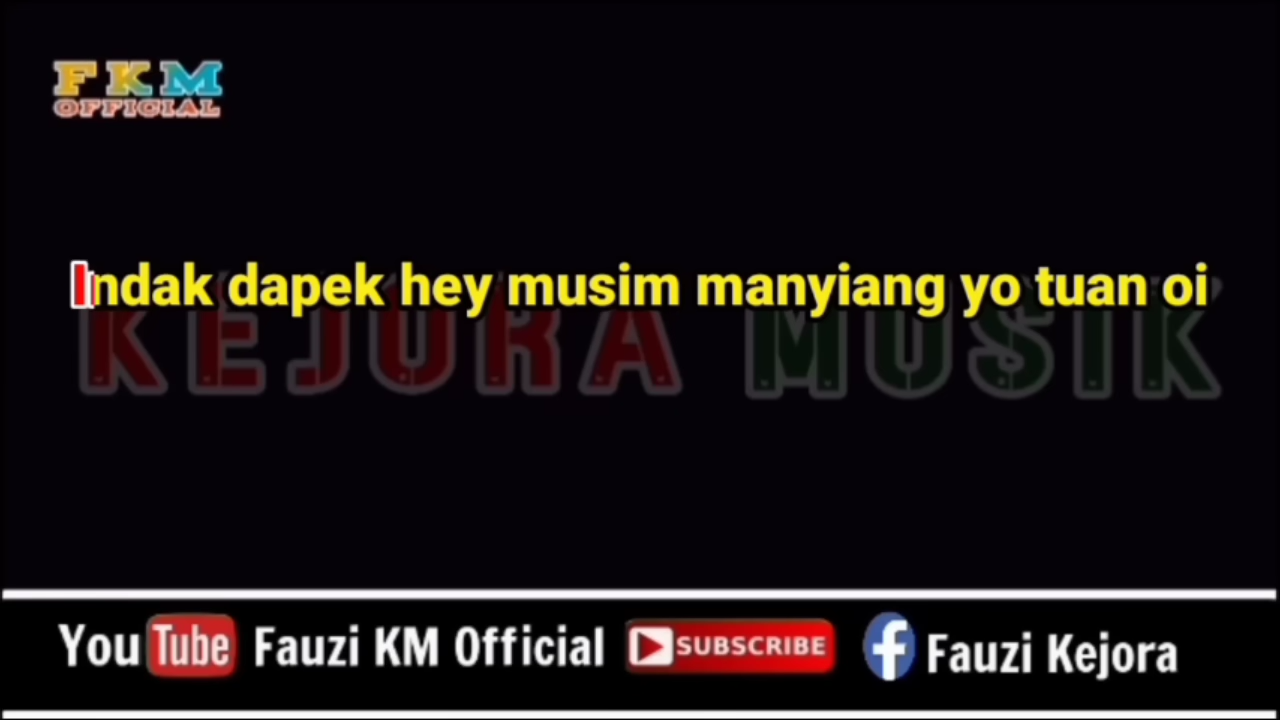 FKM
OFFICIAL
Indak dapek hey musim manyiang yo tuan oi
KEJORA MUSIK
YouTube Fauzi KM Official SUBSCRIBE f Fauzi Kejora